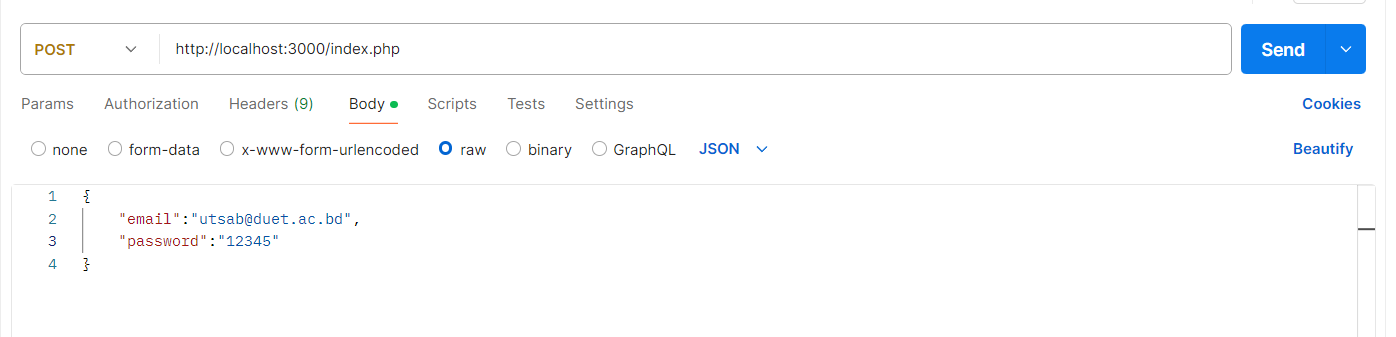 POST http://localhost:3000/index.php Send
Params Authorization Headers (9) Body Scripts Tests Settings Cookies
none form-data x-www-form-urlencoded raw binary GraphQL JSON Beautify
1 {
2 "email":"utsab@duet.ac.bd",
3 "password":"12345"
4 }